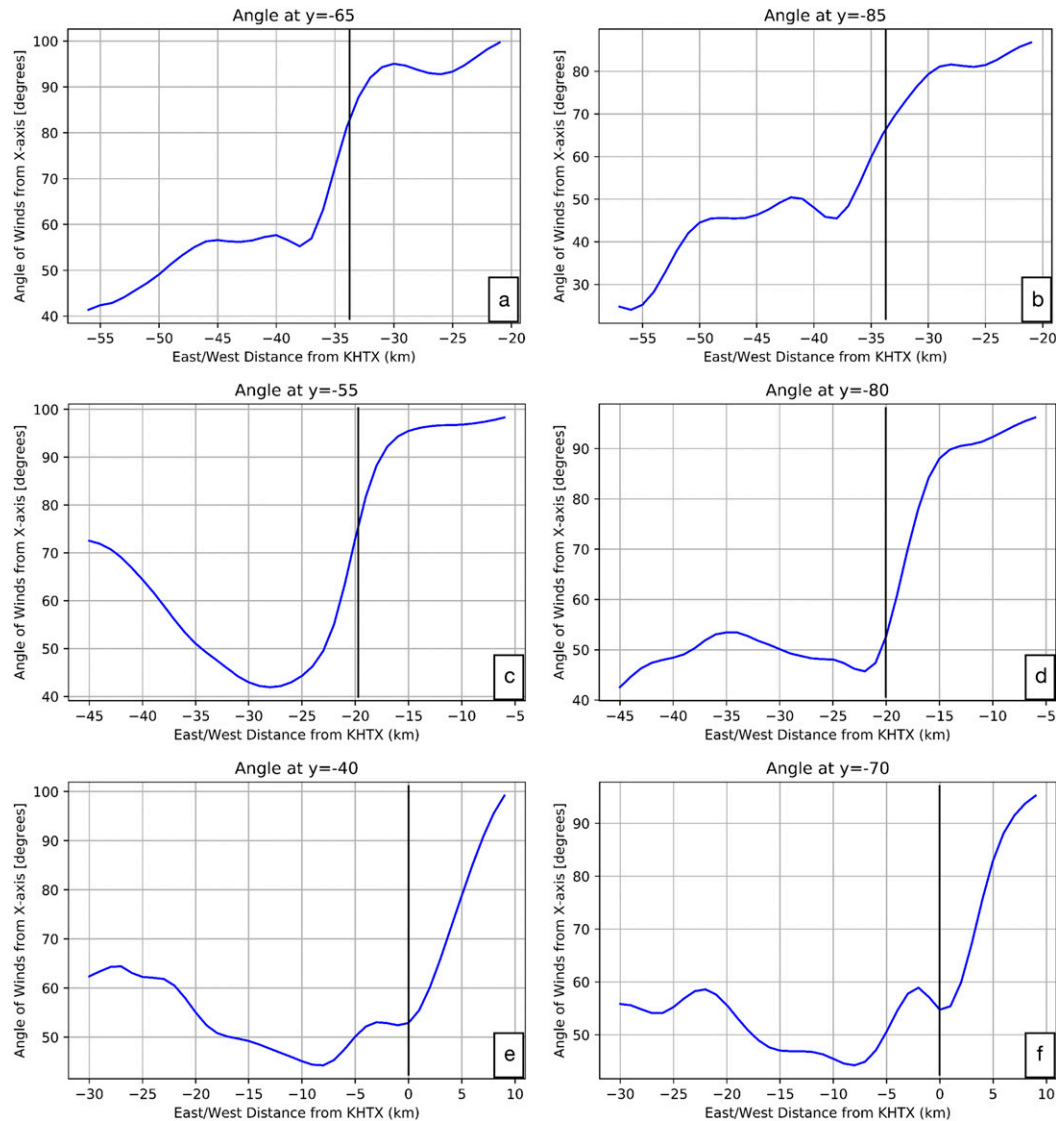 Angle at y=-65
Angle of Winds from X-axis [degrees]
100
90
80
70
60
50
40
−55 −50 −45 −40 −35 −30 −25 −20
East/West Distance from KHTX (km)
a
Angle at y=-85
Angle of Winds from X-axis [degrees]
80
70
60
50
40
30
−55 −50 −45 −40 −35 −30 −25 −20
East/West Distance from KHTX (km)
b
Angle at y=-55
Angle of Winds from X-axis [degrees]
100
90
80
70
60
50
40
−45 −40 −35 −30 −25 −20 −15 −10 −5
East/West Distance from KHTX (km)
c
Angle at y=-80
Angle of Winds from X-axis [degrees]
90
80
70
60
50
40
−45 −40 −35 −30 −25 −20 −15 −10 −5
East/West Distance from KHTX (km)
d
Angle at y=-40
Angle of Winds from X-axis [degrees]
100
90
80
70
60
50
−30 −25 −20 −15 −10 −5 0 5 10
East/West Distance from KHTX (km)
e
Angle at y=-70
Angle of Winds from X-axis [degrees]
90
80
70
60
50
−30 −25 −20 −15 −10 −5 0 5 10
East/West Distance from KHTX (km)
f